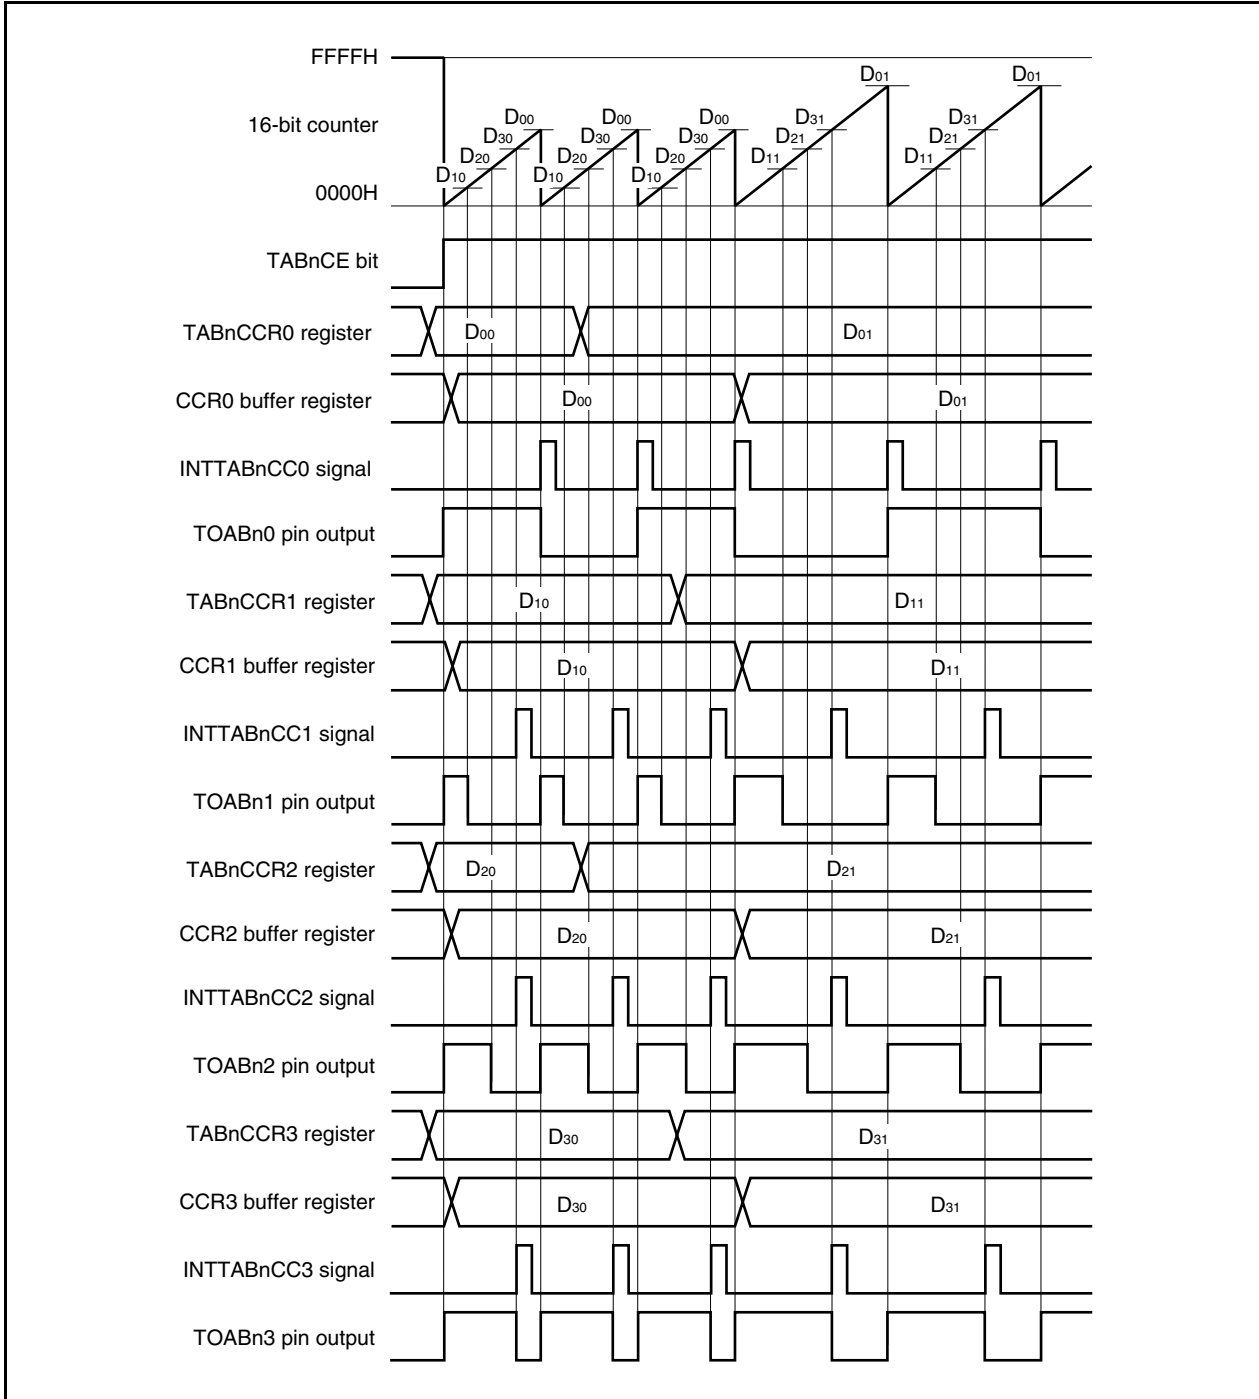 FFFFH
16-bit counter
0000H
D10 D20 D30 D00
D10 D20 D30 D00
D10 D20 D30 D00
D11 D21 D31 D01
D11 D21 D31 D01
TABnCE bit
TABnCCR0 register D00 D01
CCR0 buffer register D00 D01
INTTABnCC0 signal
TOABn0 pin output
TABnCCR1 register D10 D11
CCR1 buffer register D10 D11
INTTABnCC1 signal
TOABn1 pin output
TABnCCR2 register D20 D21
CCR2 buffer register D20 D21
INTTABnCC2 signal
TOABn2 pin output
TABnCCR3 register D30 D31
CCR3 buffer register D30 D31
INTTABnCC3 signal
TOABn3 pin output